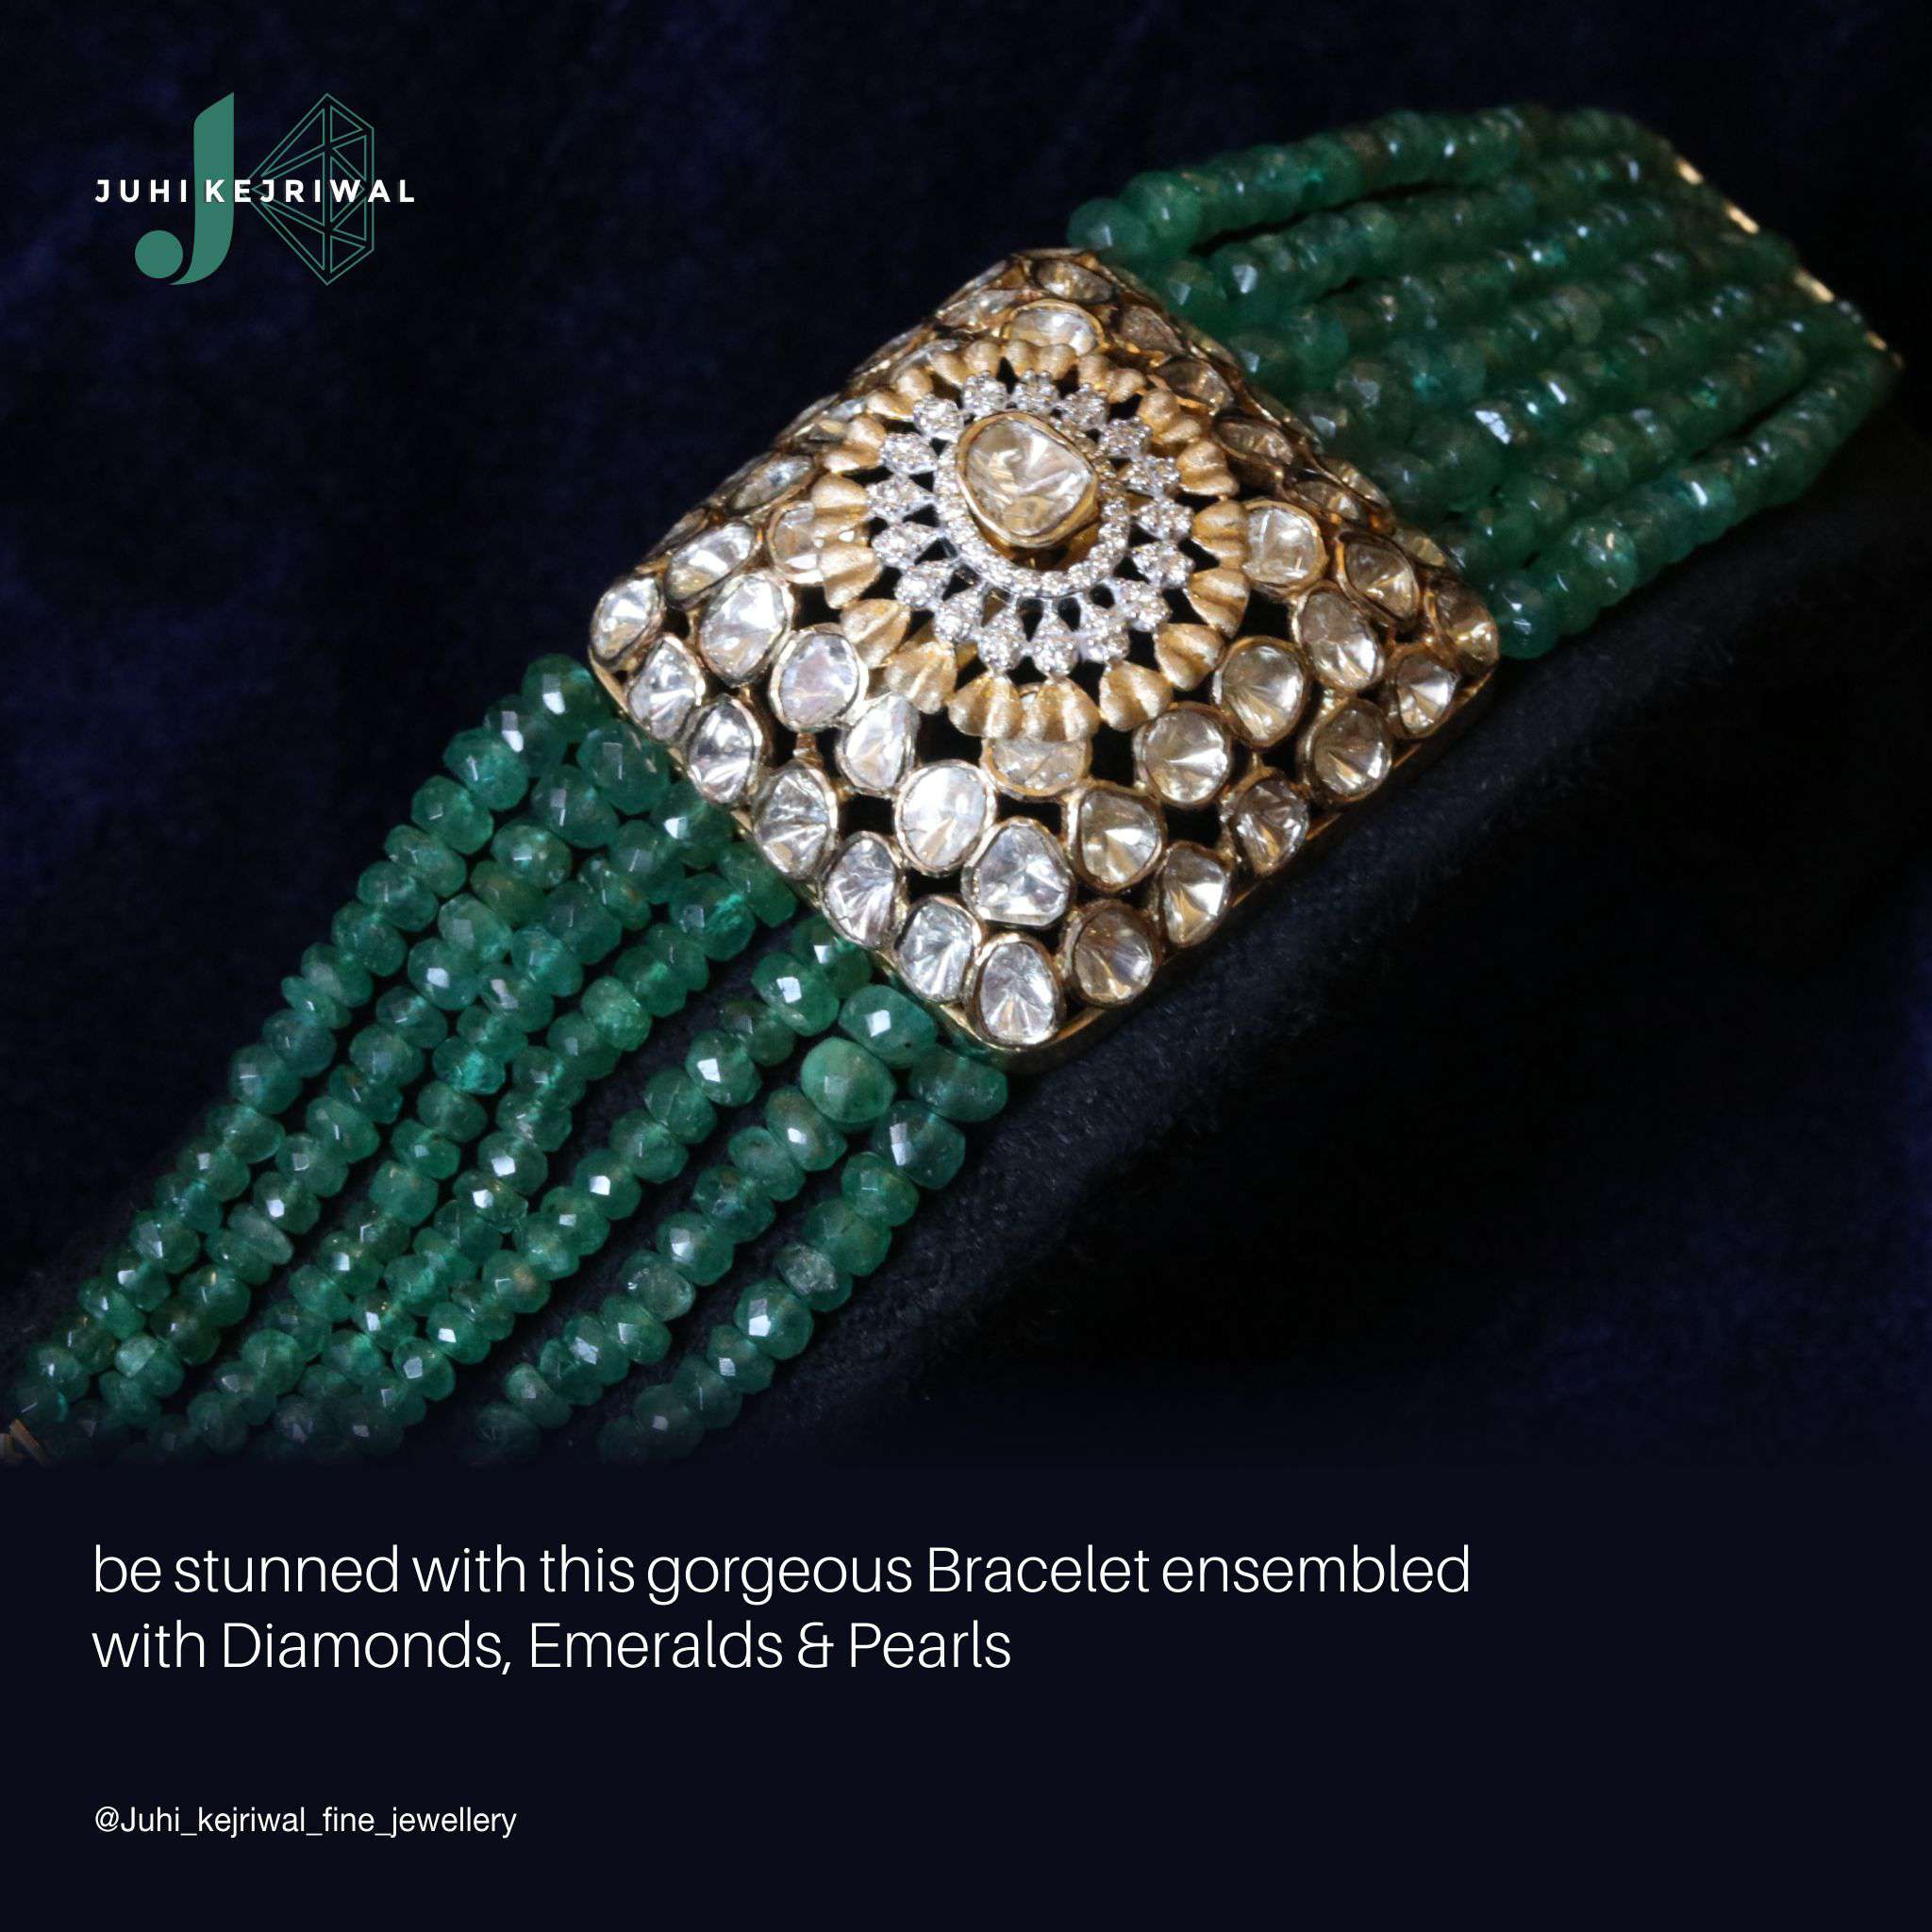 JUHI KEJRIWAL
be stunned with this gorgeous Bracelet ensembled
with Diamonds, Emeralds & Pearls
@Juhi_kejriwal_fine_jewellery